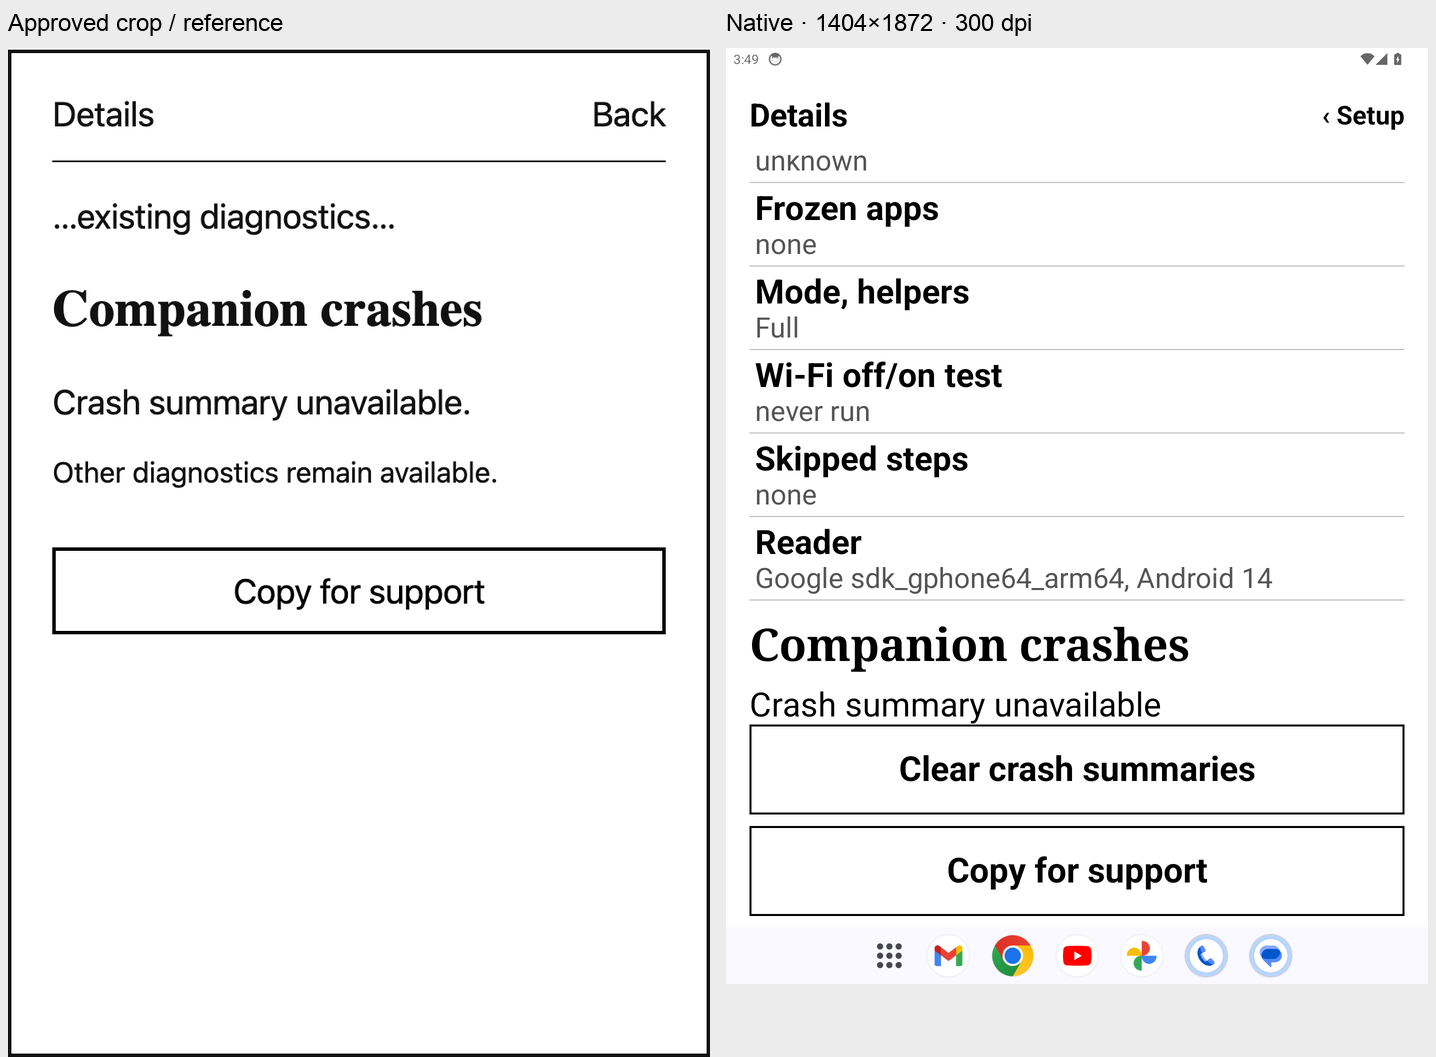 Approved crop / reference
Details
Back
...existing diagnostics...
Companion crashes
Crash summary unavailable.
Other diagnostics remain available.
Copy for support
Native · 1404×1872 · 300 dpi
3:49
Details
‹ Setup
unknown
Frozen apps
none
Mode, helpers
Full
Wi-Fi off/on test
never run
Skipped steps
none
Reader
Google sdk_gphone64_arm64, Android 14
Companion crashes
Crash summary unavailable
Clear crash summaries
Copy for support